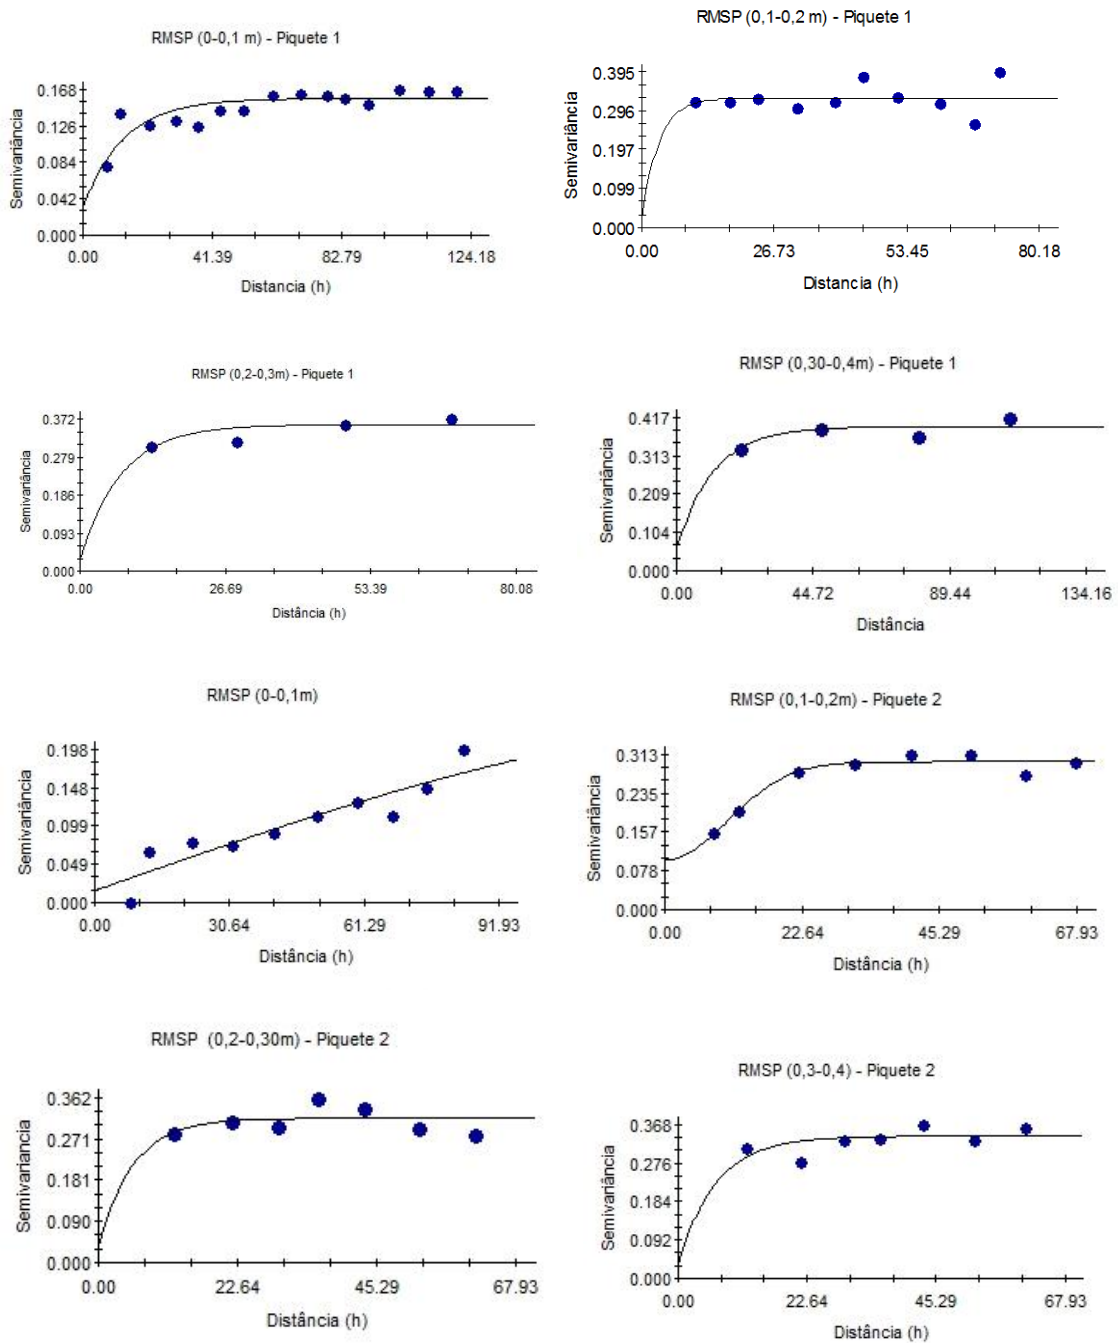 RMSP (0-0,1 m) - Piquete 1
Semivariância
0.168
0.126
0.084
0.042
0.000
0.00 41.39 82.79 124.18
Distancia (h)
RMSP (0,1-0,2 m) - Piquete 1
Semivariância
0.395
0.296
0.197
0.099
0.000
0.00 26.73 53.45 80.18
Distancia (h)
RMSP (0,2-0,3m) - Piquete 1
Semivariância
0.372
0.279
0.186
0.093
0.000
0.00 26.69 53.39 80.08
Distância (h)
RMSP (0,30-0,4m) - Piquete 1
Semivariância
0.417
0.313
0.209
0.104
0.000
0.00 44.72 89.44 134.16
Distância
RMSP (0-0,1m)
Semivariância
0.198
0.148
0.099
0.049
0.000
0.00 30.64 61.29 91.93
Distância (h)
RMSP (0,1-0,2m) - Piquete 2
Semivariância
0.313
0.235
0.157
0.078
0.000
0.00 22.64 45.29 67.93
Distância (h)
RMSP (0,2-0,30m) - Piquete 2
Semivariancia
0.362
0.271
0.181
0.090
0.000
0.00 22.64 45.29 67.93
Distância (h)
RMSP (0,3-0,4) - Piquete 2
Semivariância
0.368
0.276
0.184
0.092
0.000
0.00 22.64 45.29 67.93
Distância (h)